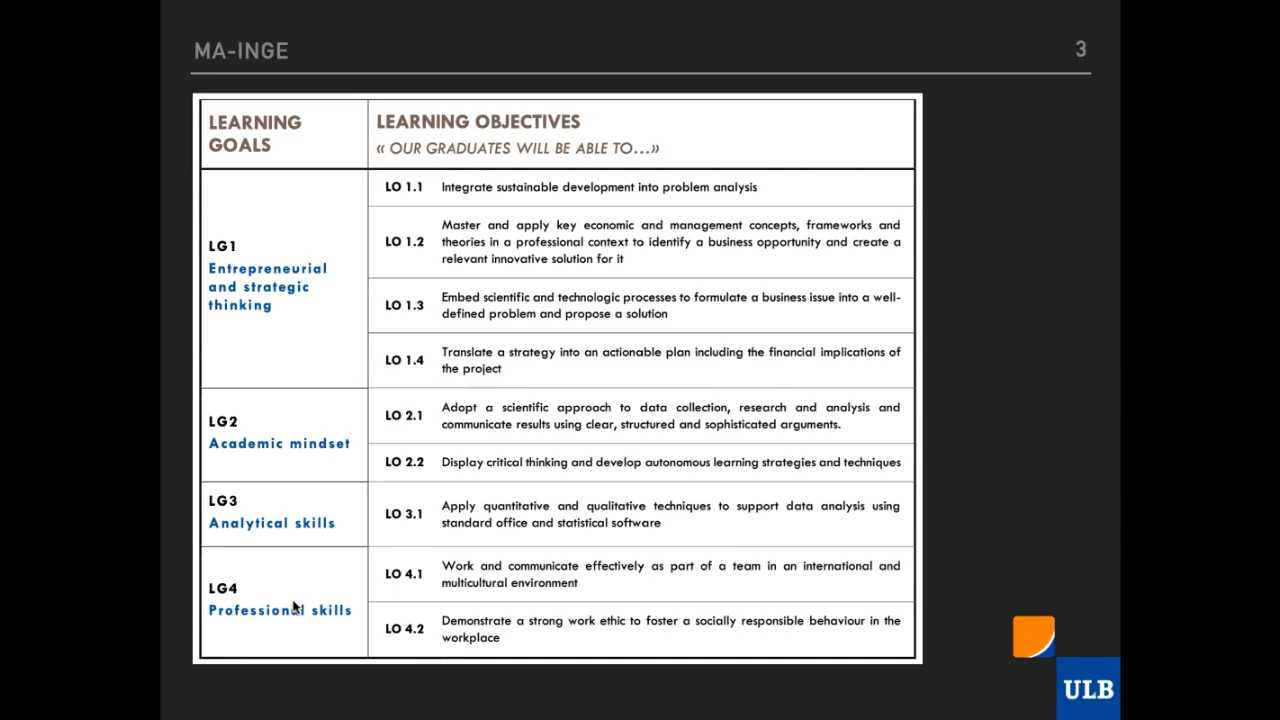 MA-INGE
3
LEARNING
GOALS
LEARNING OBJECTIVES
« OUR GRADUATES WILL BE ABLE TO...»
LG1
Entrepreneurial
and strategic
thinking
LO 1.1 Integrate sustainable development into problem analysis
LO 1.2 Master and apply key economic and management concepts, frameworks and
theories in a professional context to identify a business opportunity and create a
relevant innovative solution for it
LO 1.3 Embed scientific and technologic processes to formulate a business issue into a well-
defined problem and propose a solution
LO 1.4 Translate a strategy into an actionable plan including the financial implications of
the project
LG2
Academic mindset
LO 2.1 Adopt a scientific approach to data collection, research and analysis and
communicate results using clear, structured and sophisticated arguments.
LO 2.2 Display critical thinking and develop autonomous learning strategies and techniques
LG3
Analytical skills
LO 3.1 Apply quantitative and qualitative techniques to support data analysis using
standard office and statistical software
LG4
Professional skills
LO 4.1 Work and communicate effectively as part of a team in an international and
multicultural environment
LO 4.2 Demonstrate a strong work ethic to foster a socially responsible behaviour in the
workplace
ULB